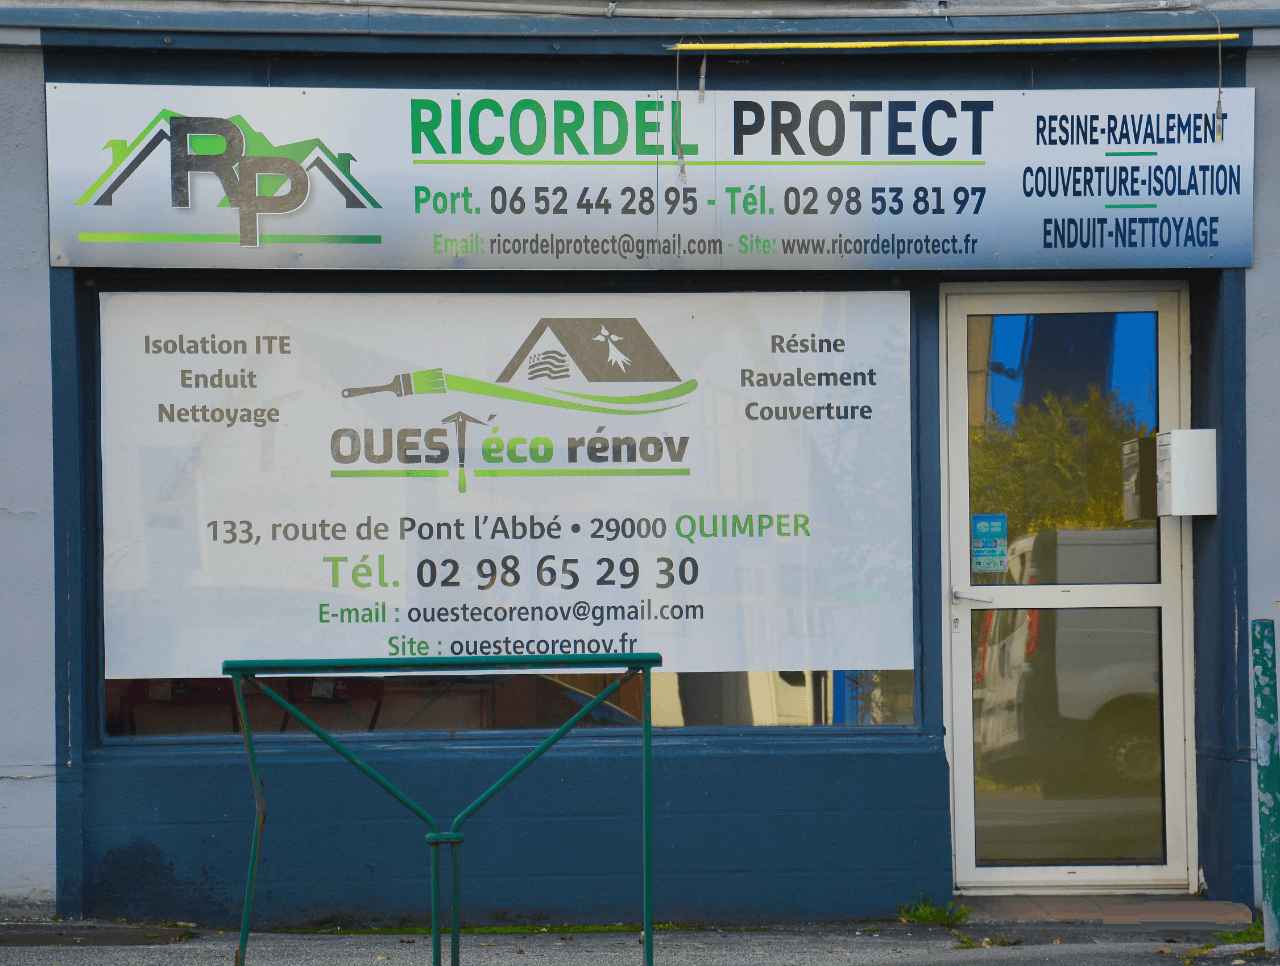 RP
RICORDEL PROTECT
Port. 06 52 44 28 95 - Tél. 02 98 53 81 97
Email: ricordelprotect@gmail.com - Site: www.ricordelprotect.fr
RESINE-RAVALEMENT
COUVERTURE-ISOLATION
ENDUIT-NETTOYAGE
Isolation ITE
Enduit
Nettoyage
Résine
Ravalement
Couverture
OUEST éco rénov
133, route de Pont l'Abbé • 29000 QUIMPER
Tél. 02 98 65 29 30
E-mail : ouestecorenov@gmail.com
Site : ouestecorenov.fr